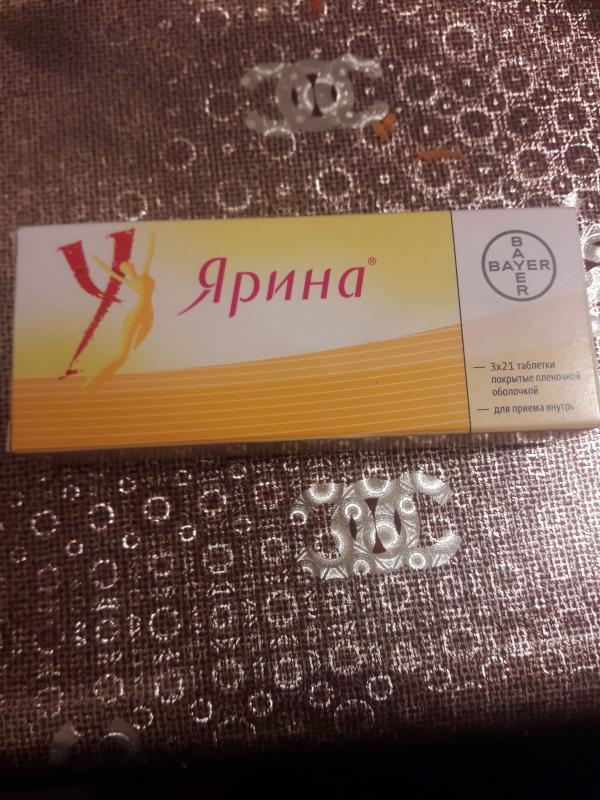 Ярина®
BAYER
BAYER
— 3x21 таблетки
покрытые пленочной
оболочкой
— для приема внутрь